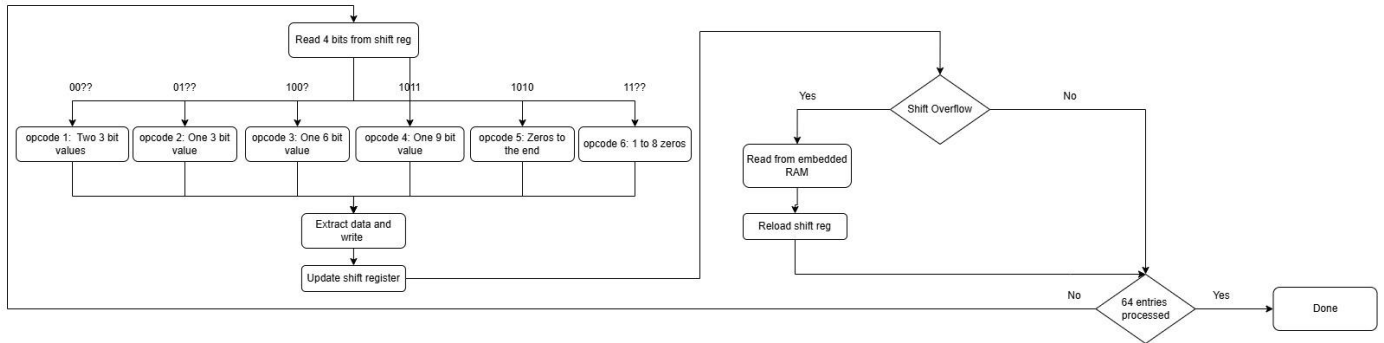 Read 4 bits from shift reg
00??
01??
100?
1011
1010
11??
opcode 1: Two 3 bit
values
opcode 2: One 3 bit
value
opcode 3: One 6 bit
value
opcode 4: One 9 bit
value
opcode 5: Zeros to
the end
opcode 6: 1 to 8 zeros
Extract data and
write
Update shift register
Shift Overflow
Yes
No
Read from embedded
RAM
Reload shift reg
64 entries
processed
No
Yes
Done